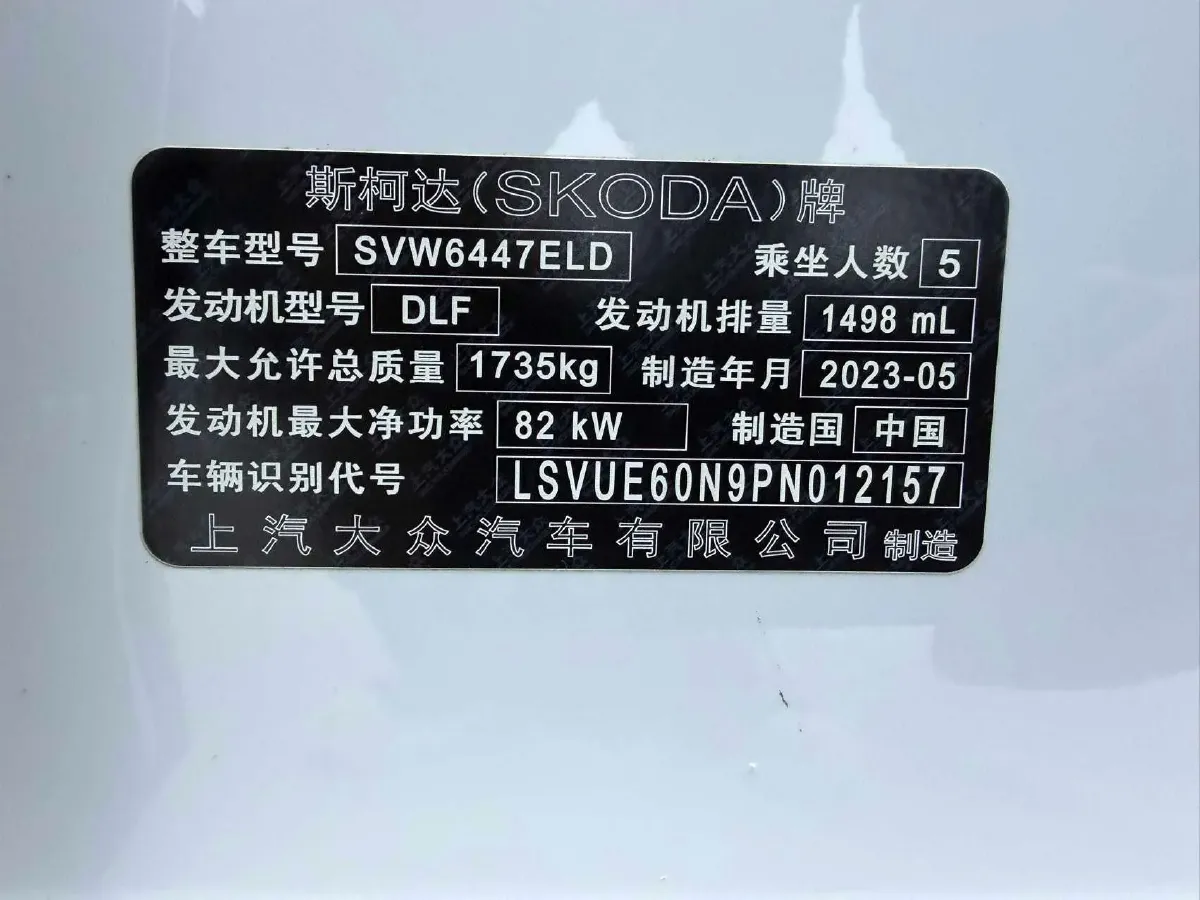 斯柯达(SKODA)牌
整车型号 SVW6447ELD 乘坐人数 5
发动机型号 DLF 发动机排量 1498 mL
最大允许总质量 1735kg 制造年月 2023-05
发动机最大净功率 82 kW 制造国 中国
车辆识别代号 LSVUE60N9PN012157
上汽大众汽车有限公司 制造